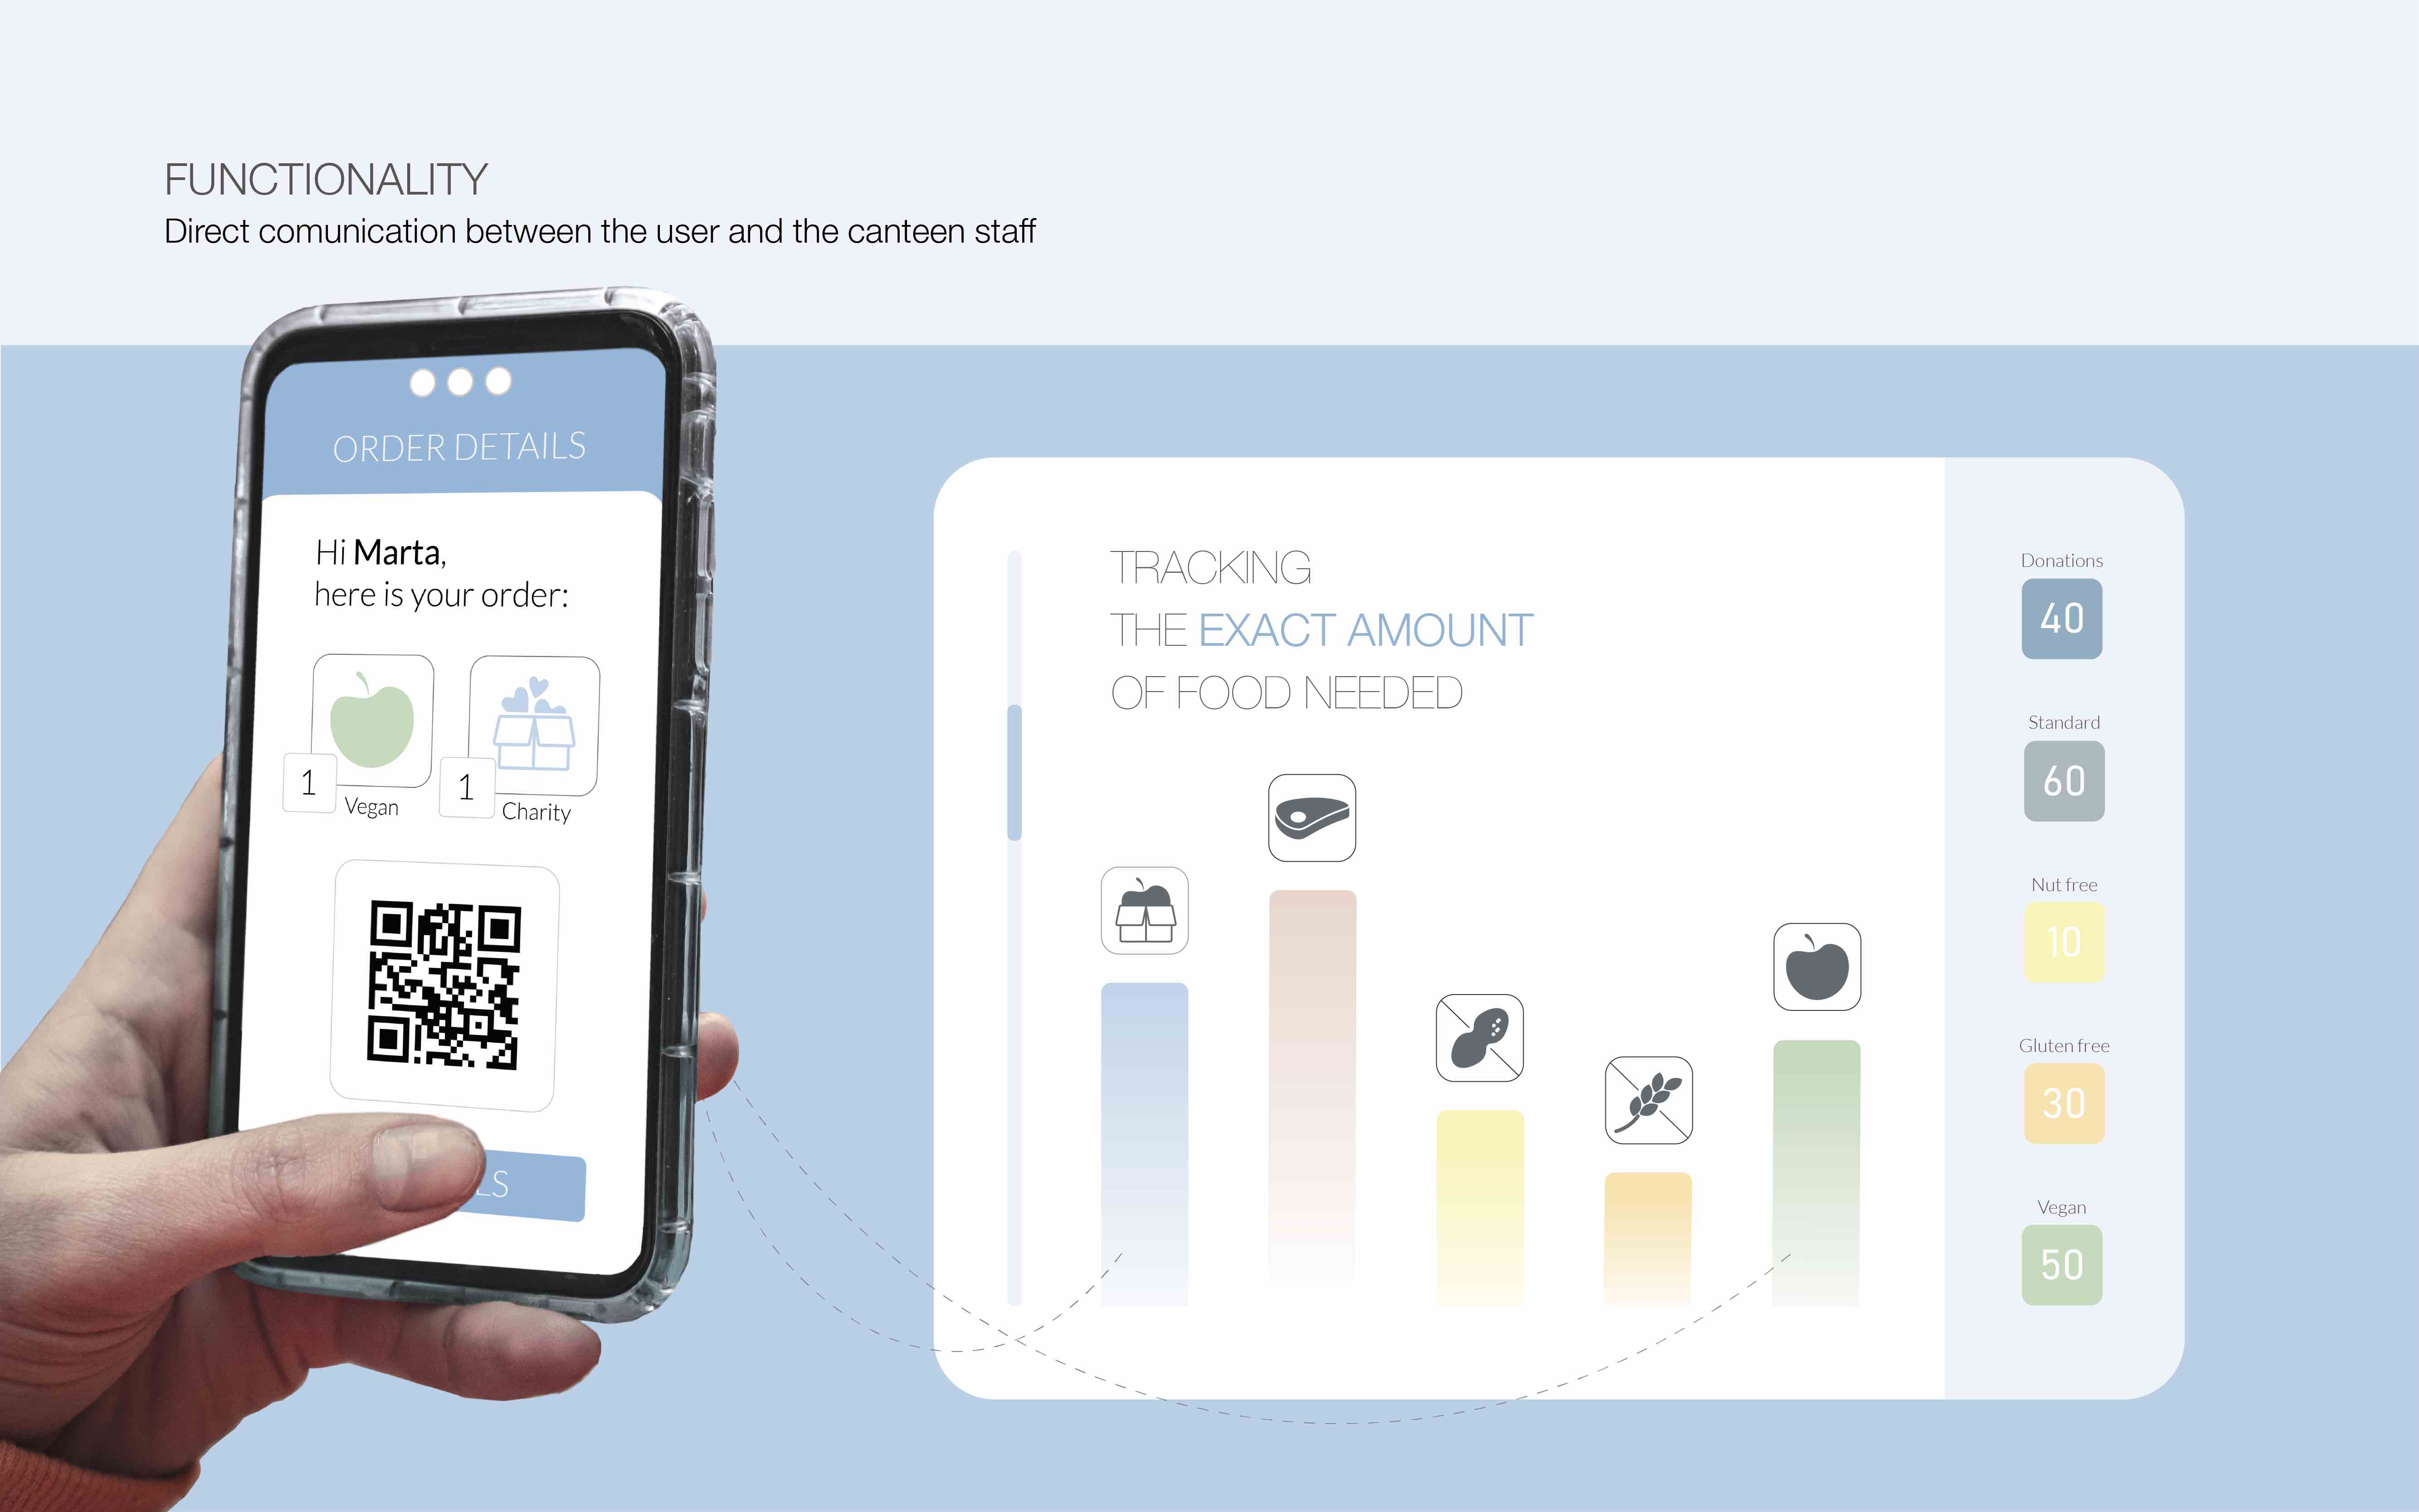 FUNCTIONALITY
Direct comunication between the user and the canteen staff
ORDER DETAILS
Hi Marta,
here is your order:
1
Vegan
1
Charity
TRACKING
THE EXACT AMOUNT
OF FOOD NEEDED
Donations
40
Standard
60
Nut free
10
Gluten free
30
Vegan
50